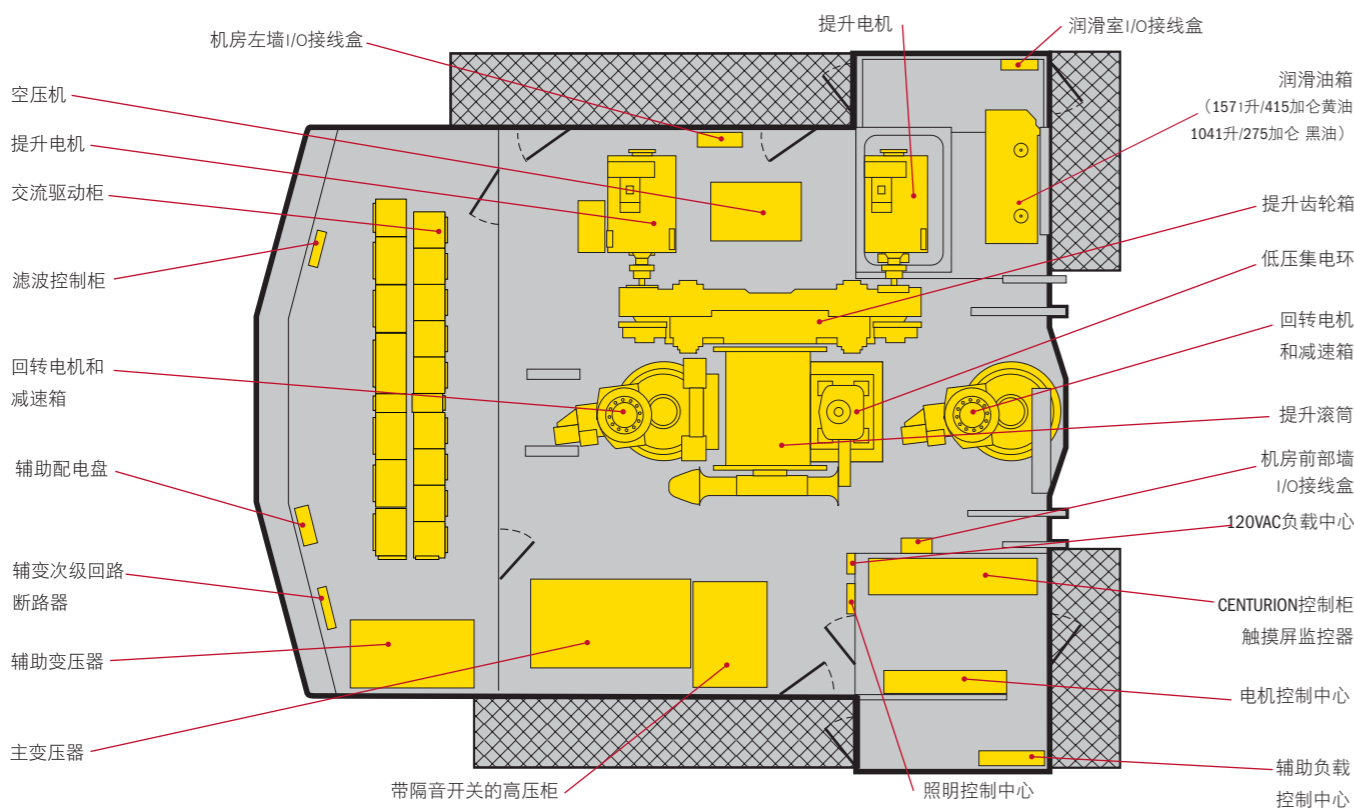 提升电机
机房左墙I/O接线盒
润滑室I/O接线盒
空压机
提升电机
交流驱动柜
滤波控制柜
回转电机和
减速箱
辅助配电盘
辅变次级回路
断路器
辅助变压器
主变压器
带隔音开关的高压柜
照明控制中心
润滑油箱
（1571升/415加仑黄油
1041升/275加仑 黑油）
提升齿轮箱
低压集电环
回转电机
和减速箱
提升滚筒
机房前部墙
I/O接线盒
120VAC负载中心
CENTURION控制柜
触摸屏监控器
电机控制中心
辅助负载
控制中心